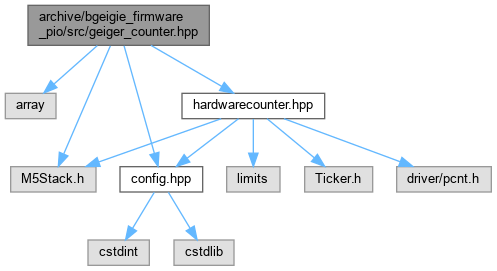 archive/bgeigie_firmware
_pio/src/geiger_counter.hpp
array
hardwarecounter.hpp
M5Stack.h
config.hpp
limits
Ticker.h
driver/pcnt.h
cstdint
cstdlib